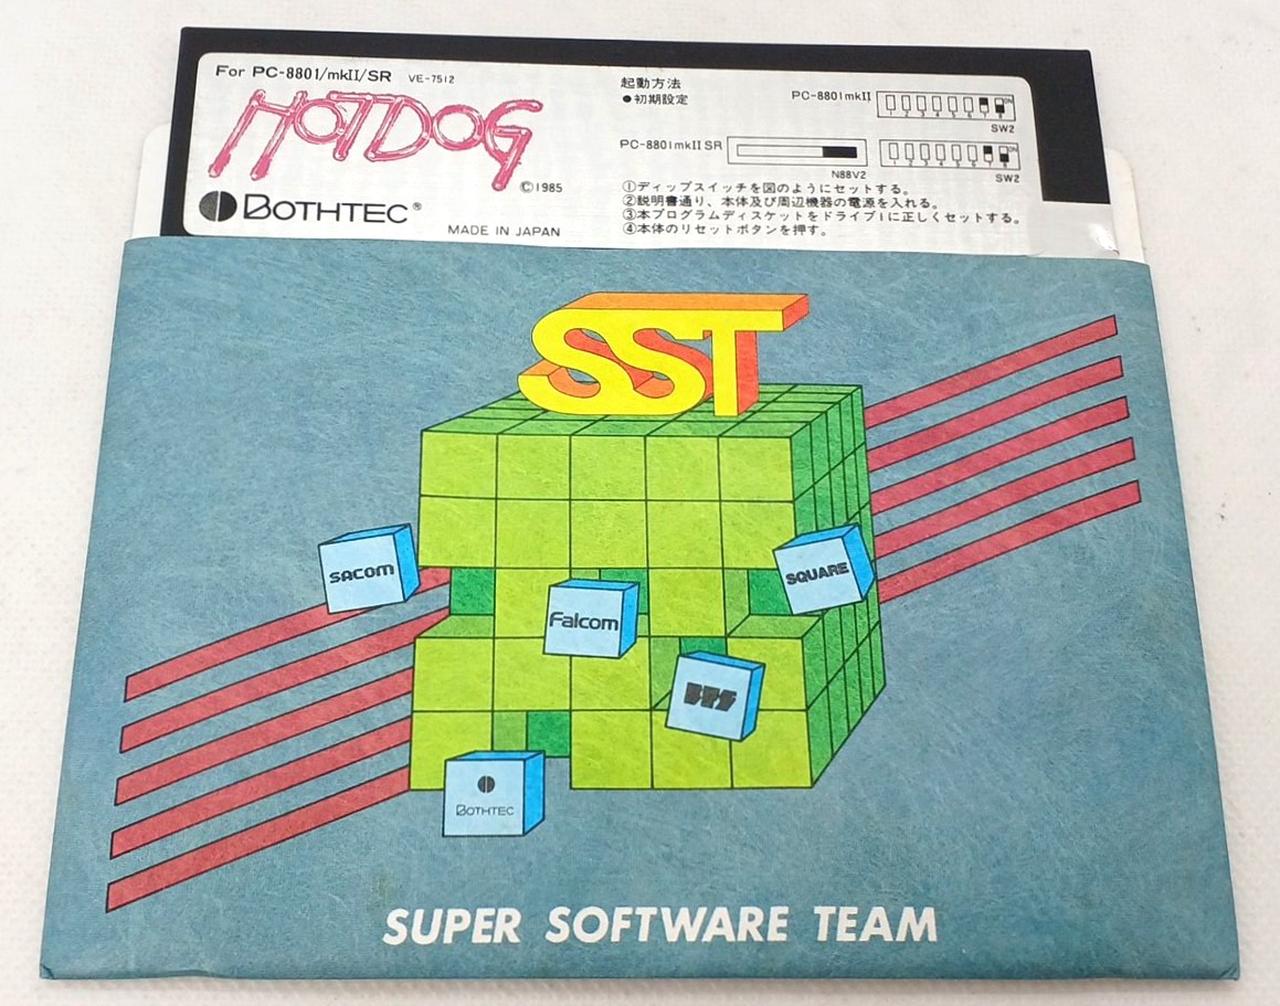 For PC-8801/mkII/SR VE-7512
HOTDOG
©1985
BOTHTEC®
MADE IN JAPAN
起動方法
●初期設定
PC-8801mkII
SW2
PC-8801mkII SR
N88V2
SW2
①ディップスイッチを図のようにセットする。
②説明書通り、本体及び周辺機器の電源を入れる。
③本プログラムディスケットをドライブ1に正しくセットする。
④本体のリセットボタンを押す。
SST
SACOM
SQUARE
Falcom
BPS
BOTHTEC
SUPER SOFTWARE TEAM